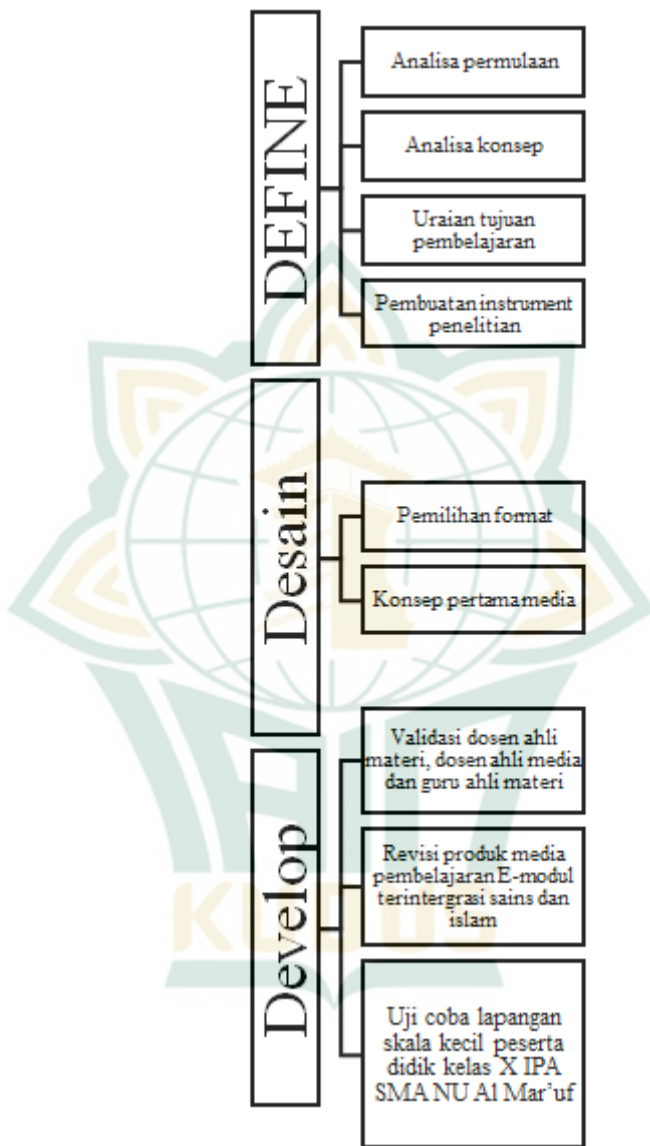 DEFINE
Analisa permulaan
Analisa konsep
Uraian tujuan
pembelajaran
Pembuatan instrument
penelitian
Desain
Pemilihan format
Konsep pertama media
Develop
Validasi dosen ahli
materi, dosen ahli media
dan guru ahli materi
Revisi produk media
pembelajaran E-modul
terintergrasi sains dan
islam
Uji coba lapangan
skala kecil peserta
didik kelas X IPA
SMA NU Al Mar’uf
KUDUS